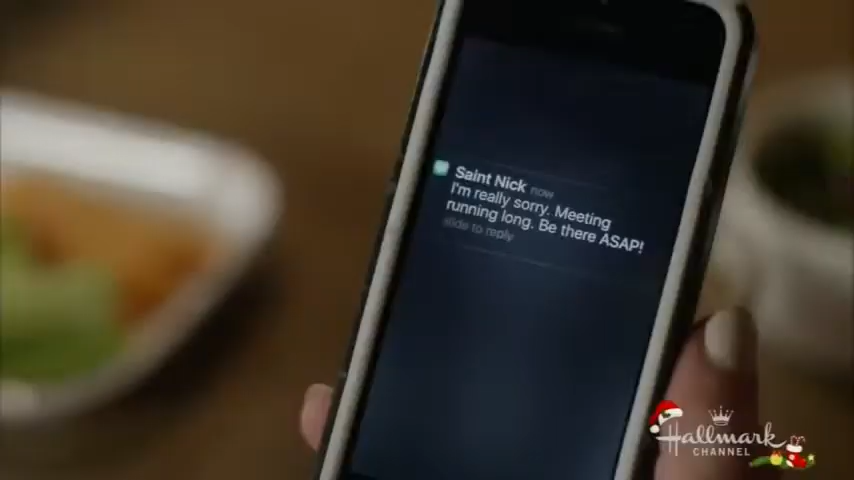 Saint Nick now
I'm really sorry. Meeting
running long. Be there ASAP!
slide to reply
Hallmark
CHANNEL